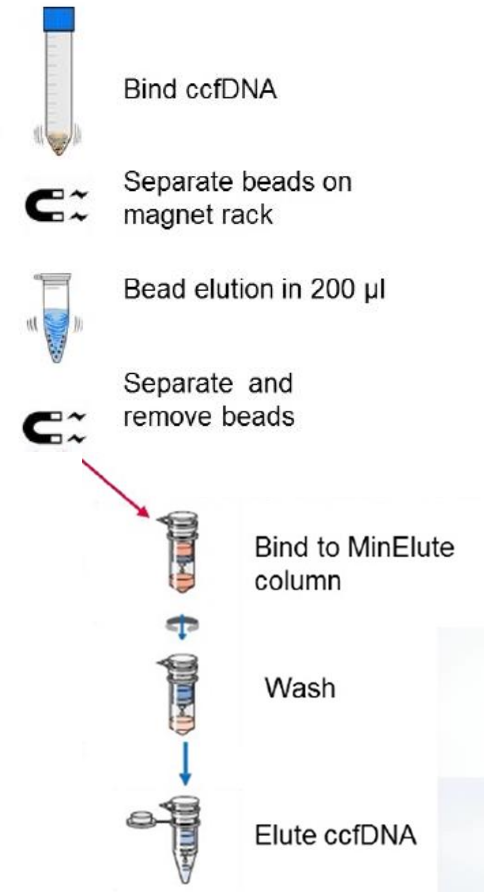 Bind ccfDNA
Separate beads on
magnet rack
Bead elution in 200 µl
Separate and
remove beads
Bind to MinElute
column
Wash
Elute ccfDNA